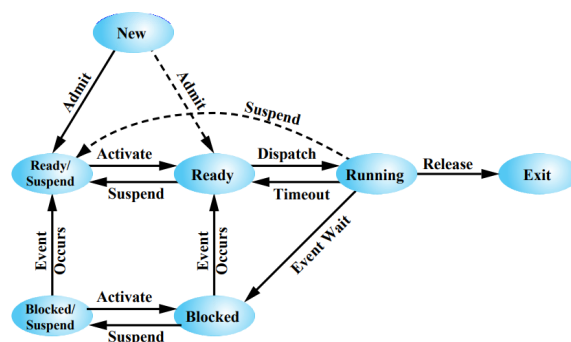 New
Admit
Admit
Suspend
Ready/
Suspend
Activate
Suspend
Ready
Dispatch
Timeout
Running
Release
Exit
Event
Occurs
Event
Occurs
Event Wait
Blocked/
Suspend
Activate
Suspend
Blocked